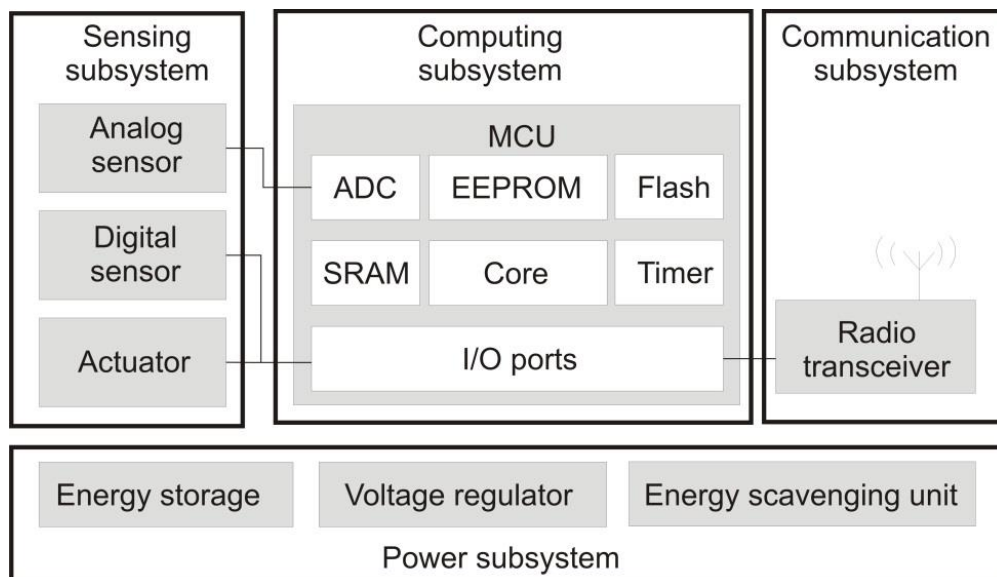 Sensing
subsystem
Analog
sensor
Digital
sensor
Actuator
Computing
subsystem
MCU
ADC
EEPROM
Flash
SRAM
Core
Timer
I/O ports
Communication
subsystem
Radio
transceiver
Energy storage
Voltage regulator
Energy scavenging unit
Power subsystem